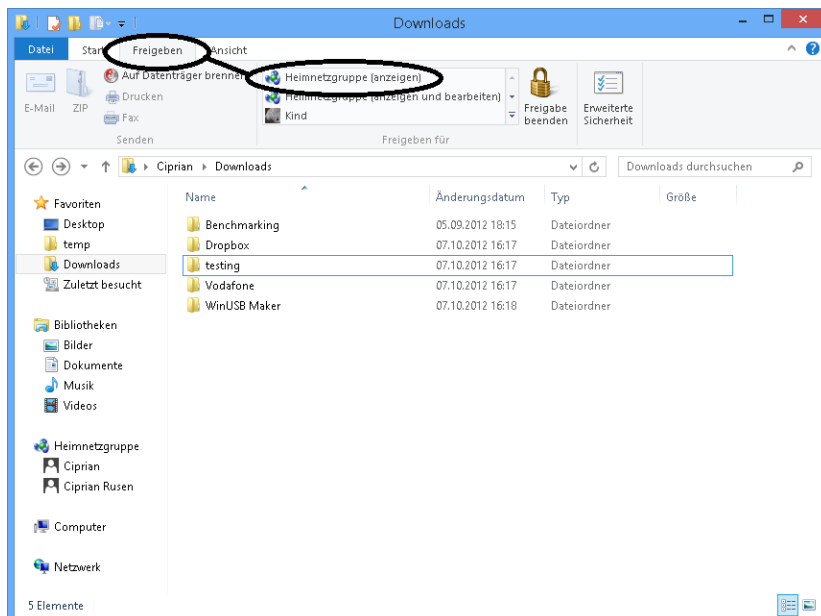 Downloads
Datei Start Freigeben Ansicht
E-Mail ZIP Auf Datenträger brennen Drucken Fax
Senden
Heimnetzgruppe (anzeigen)
Heimnetzgruppe (anzeigen und bearbeiten)
Kind
Freigabe beenden
Erweiterte Sicherheit
Freigeben für
Ciprian Downloads
Downloads durchsuchen
Name Änderungsdatum Typ Größe
Benchmarking 05.09.2012 18:15 Dateiordner
Dropbox 07.10.2012 16:17 Dateiordner
testing 07.10.2012 16:17 Dateiordner
Vodafone 07.10.2012 16:17 Dateiordner
WinUSB Maker 07.10.2012 16:18 Dateiordner
Favoriten
Desktop
temp
Downloads
Zuletzt besucht
Bibliotheken
Bilder
Dokumente
Musik
Videos
Heimnetzgruppe
Ciprian
Ciprian Rusen
Computer
Netzwerk
5 Elemente